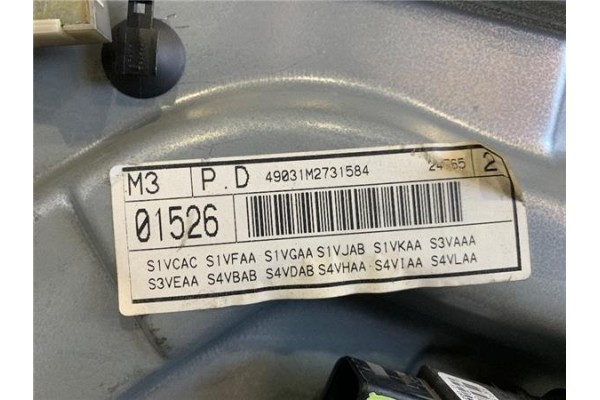 M3 P.D 49031M2731584 2
01526
S1VCAC S1VFAA S1VGAA S1VJAB S1VKAA S3VAAA
S3VEAA S4VBAB S4VDAB S4VHAA S4VIAA S4VLAA